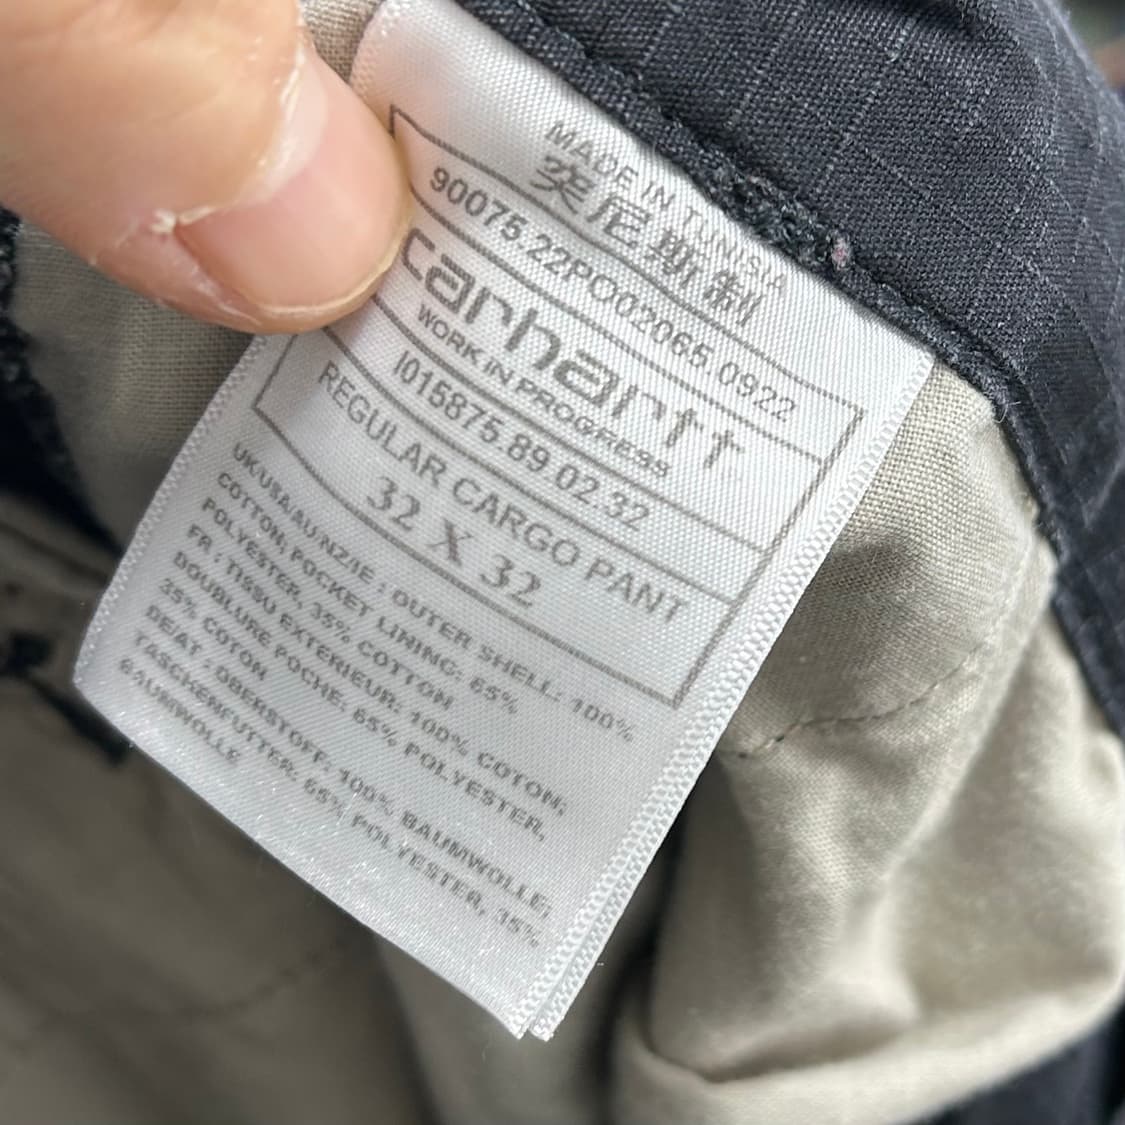 MADE IN TUNISIA
突尼斯制
90075.22PO02065.0922
carhartt
WORK IN PROGRESS
I015875.89.02.32
REGULAR CARGO PANT
32 X 32
UK/USA/AU/NZ/IE : OUTER SHELL: 100%
COTTON, POCKET LINING: 65%
POLYESTER, 35% COTTON
FR : TISSU EXTERIEUR: 100% COTON;
DOUBLURE POCHE: 65% POLYESTER,
35% COTON
DE/AT : OBERSTOFF: 100% BAUMWOLLE;
TASCHENFUTTER: 65% POLYESTER, 35%
BAUMWOLLE